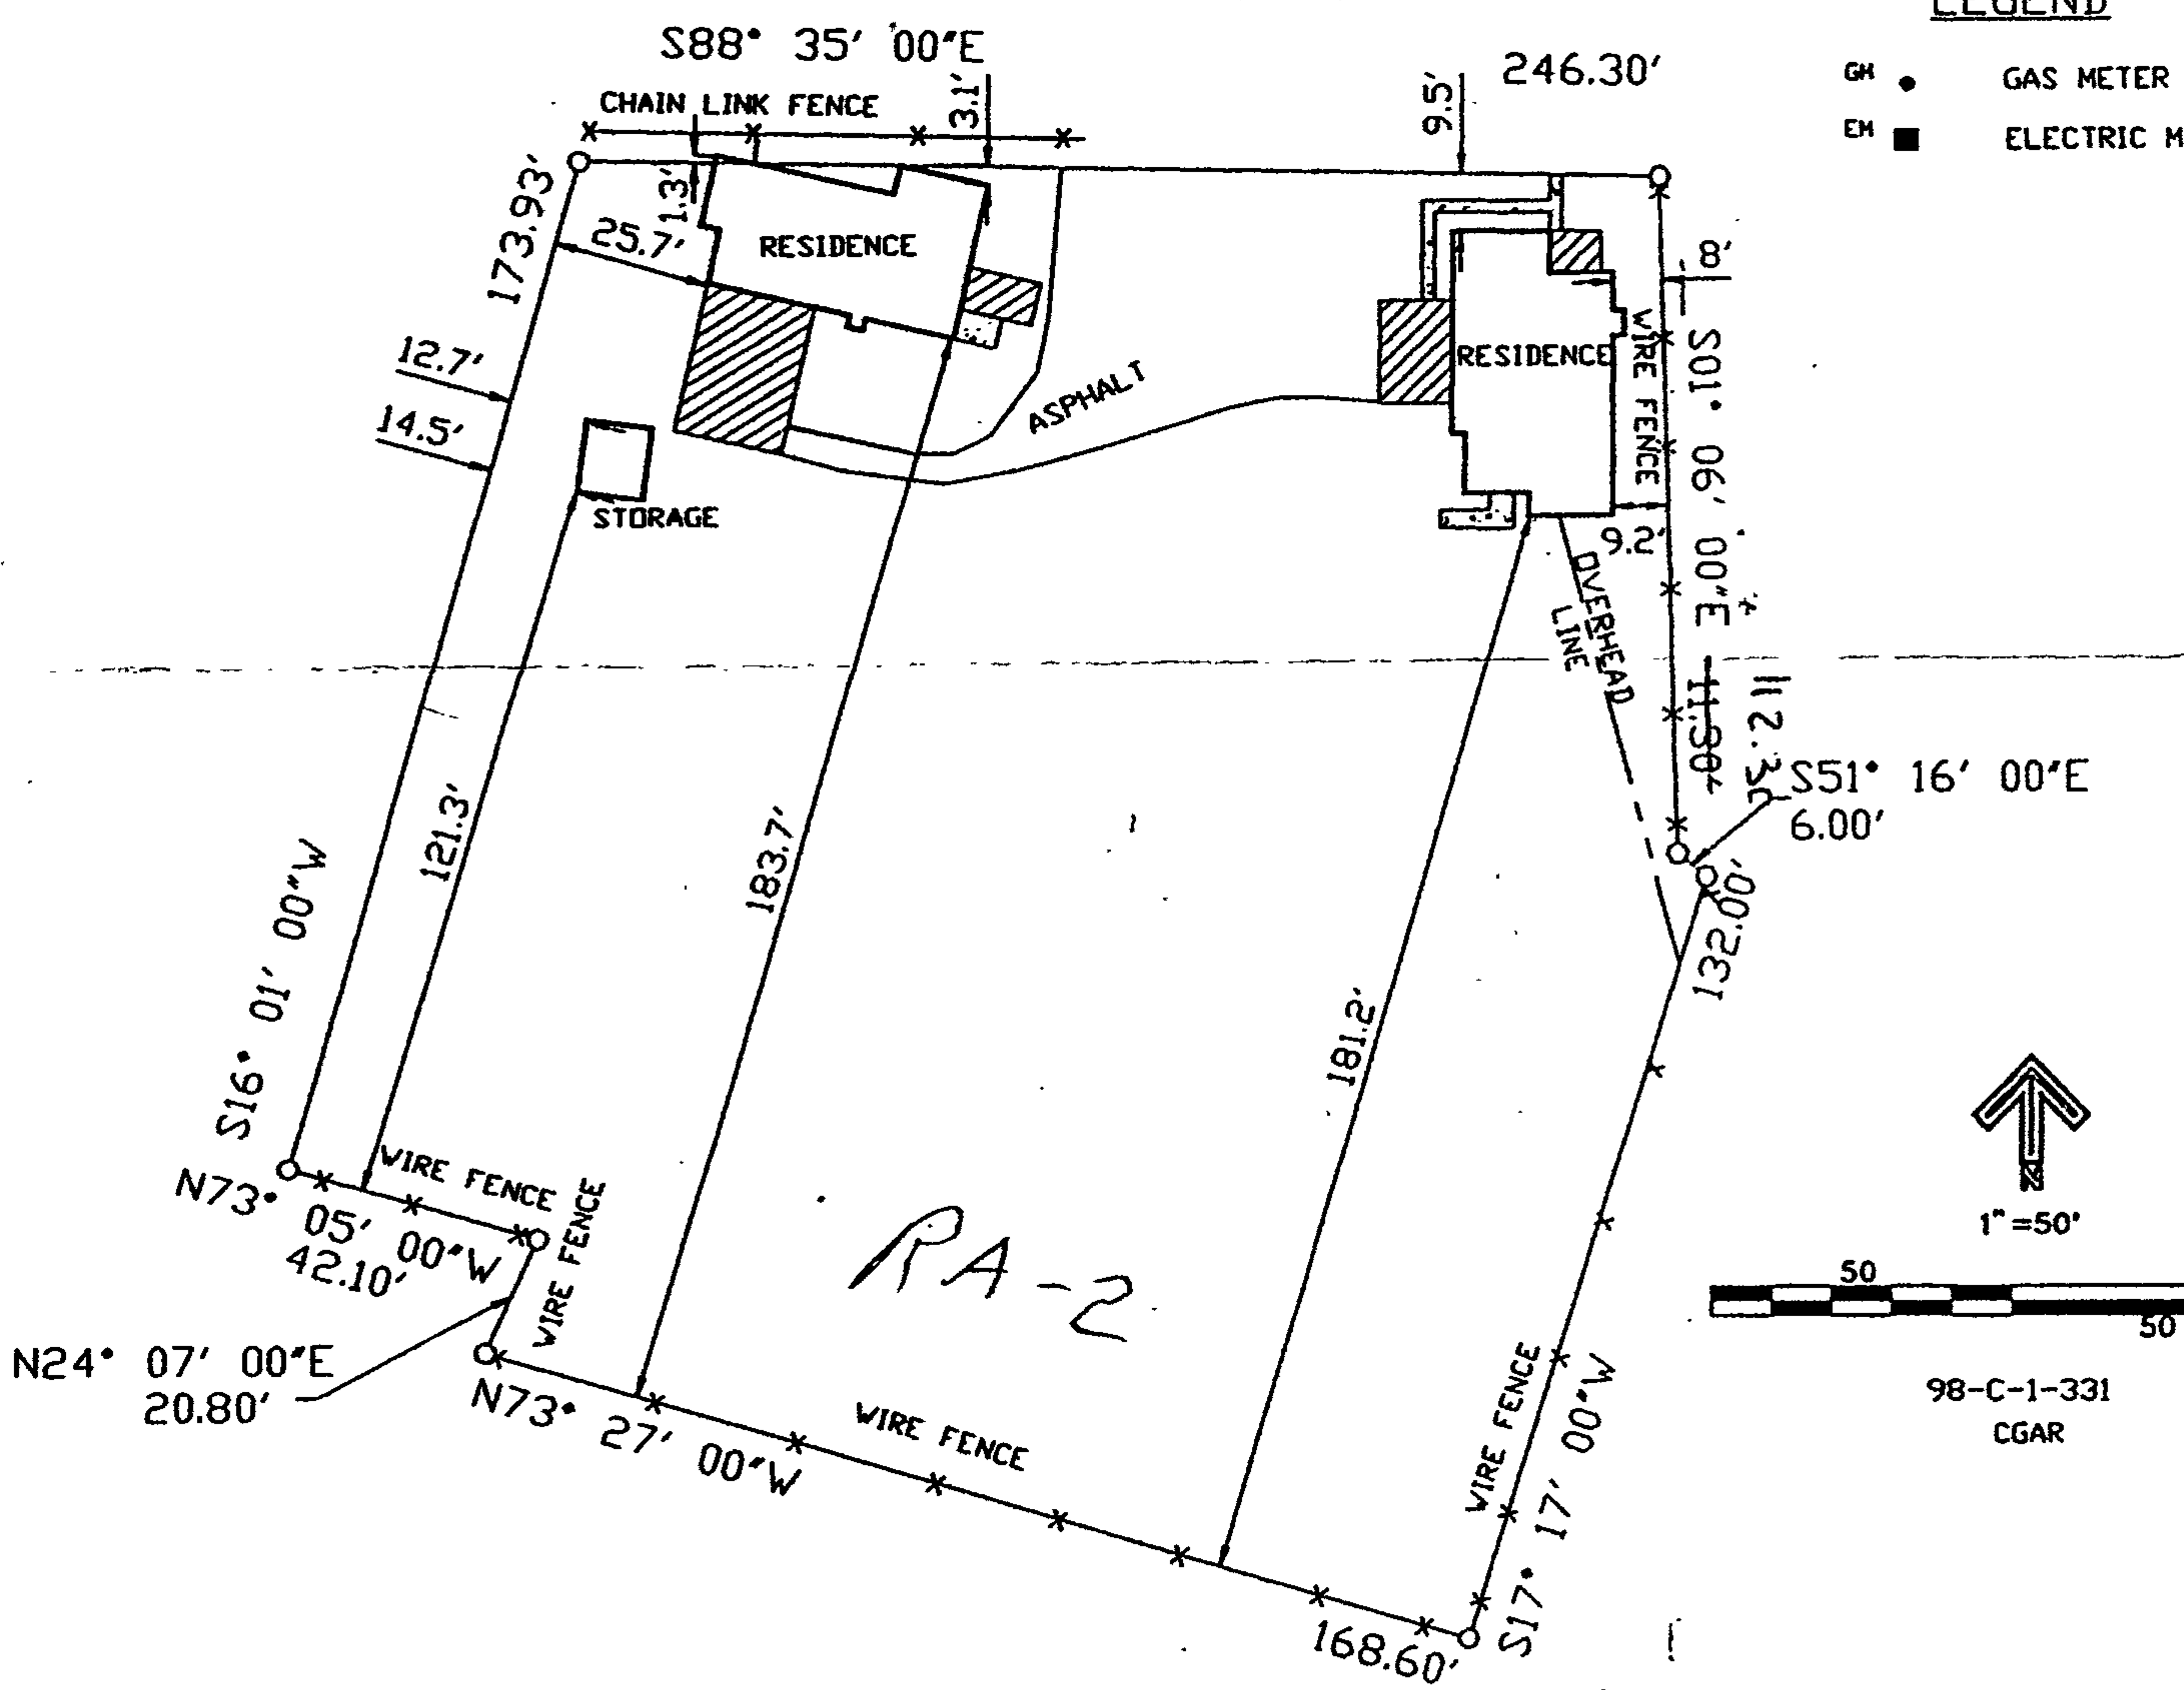 LEGEND
GM GAS METER
EM ELECTRIC M
S88° 35' 00"E
246.30'
CHAIN LINK FENCE
3.1'
9.5'
1.3'
173.93'
25.7'
RESIDENCE
8'
12.7'
14.5'
RESIDENCE
WIRE FENCE
S01° 06' 00"E
ASPHALT
STORAGE
9.2'
OVERHEAD
LINE
112.30
S51° 16' 00"E
6.00'
121.3'
183.7'
132.00'
S16° 01' 00"W
181.2'
WIRE FENCE
N73° 05' 00"W
42.10'
WIRE FENCE
RA-2
N
1"=50'
50
50
N24° 07' 00"E
20.80'
N73° 27' 00"W
WIRE FENCE
WIRE FENCE
S17° 17' 00"W
98-C-1-331
CGAR
168.60'